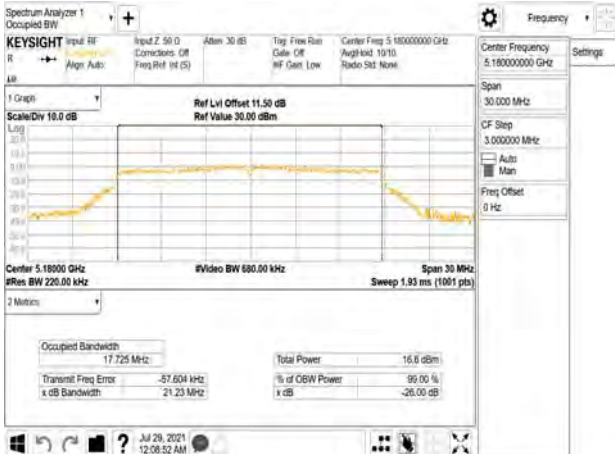 Spectrum Analyzer 1
Occupied BW
+
Frequency
KEYSIGHT
R
Input: RF
Align: Auto
Input Z: 50 Ω
Corrections: Off
Freq Ref: Int (S)
Atten: 30 dB
Trig: Free Run
Gate: Off
#IF Gain: Low
Center Freq: 5.180000000 GHz
Avg|Hold: 10/10
Radio Std: None
Center Frequency
5.180000000 GHz
Settings
Span
30.000 MHz
CF Step
3.000000 MHz
Auto
Man
Freq Offset
0 Hz
1 Graph
Scale/Div 10.0 dB
Ref Lvl Offset 11.50 dB
Ref Value 30.00 dBm
Log
Center 5.18000 GHz
#Res BW 220.00 kHz
#Video BW 680.00 kHz
Span 30 MHz
Sweep 1.93 ms (1001 pts)
2 Metrics
Occupied Bandwidth
17.725 MHz
Total Power
16.6 dBm
Transmit Freq Error
-57.604 kHz
% of OBW Power
99.00 %
x dB Bandwidth
21.23 MHz
x dB
-26.00 dB
?
Jul 29, 2021
12:08:52 AM